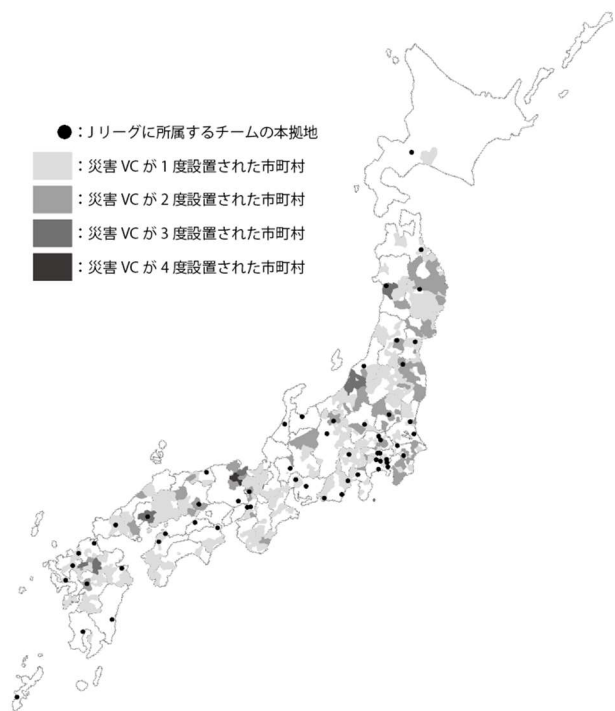 ●：Jリーグに所属するチームの本拠地
：災害 VC が 1 度設置された市町村
：災害 VC が 2 度設置された市町村
：災害 VC が 3 度設置された市町村
：災害 VC が 4 度設置された市町村